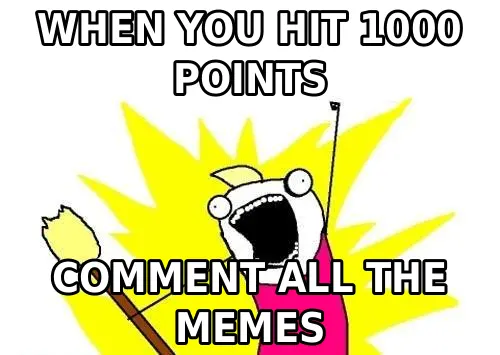 WHEN YOU HIT 1000
POINTS
COMMENT ALL THE
MEMES